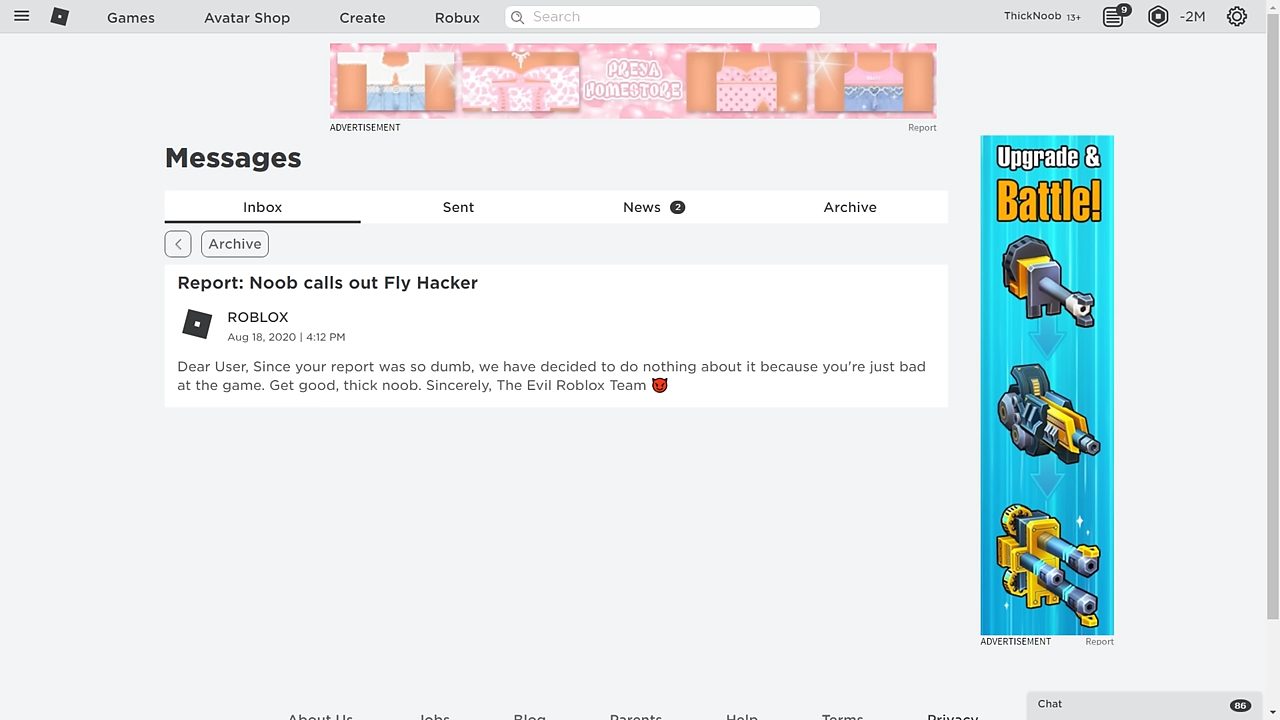 Games Avatar Shop Create Robux Search ThickNoob 13+ 9 -2M
PREYA
HOMESTORE
ADVERTISEMENT Report
Messages
Upgrade &
Battle!
Inbox Sent News 2 Archive
Archive
Report: Noob calls out Fly Hacker
ROBLOX
Aug 18, 2020 | 4:12 PM
Dear User, Since your report was so dumb, we have decided to do nothing about it because you're just bad
at the game. Get good, thick noob. Sincerely, The Evil Roblox Team 😈
ADVERTISEMENT Report
Chat 86
About Us Jobs Blog Parents Help Terms Privacy